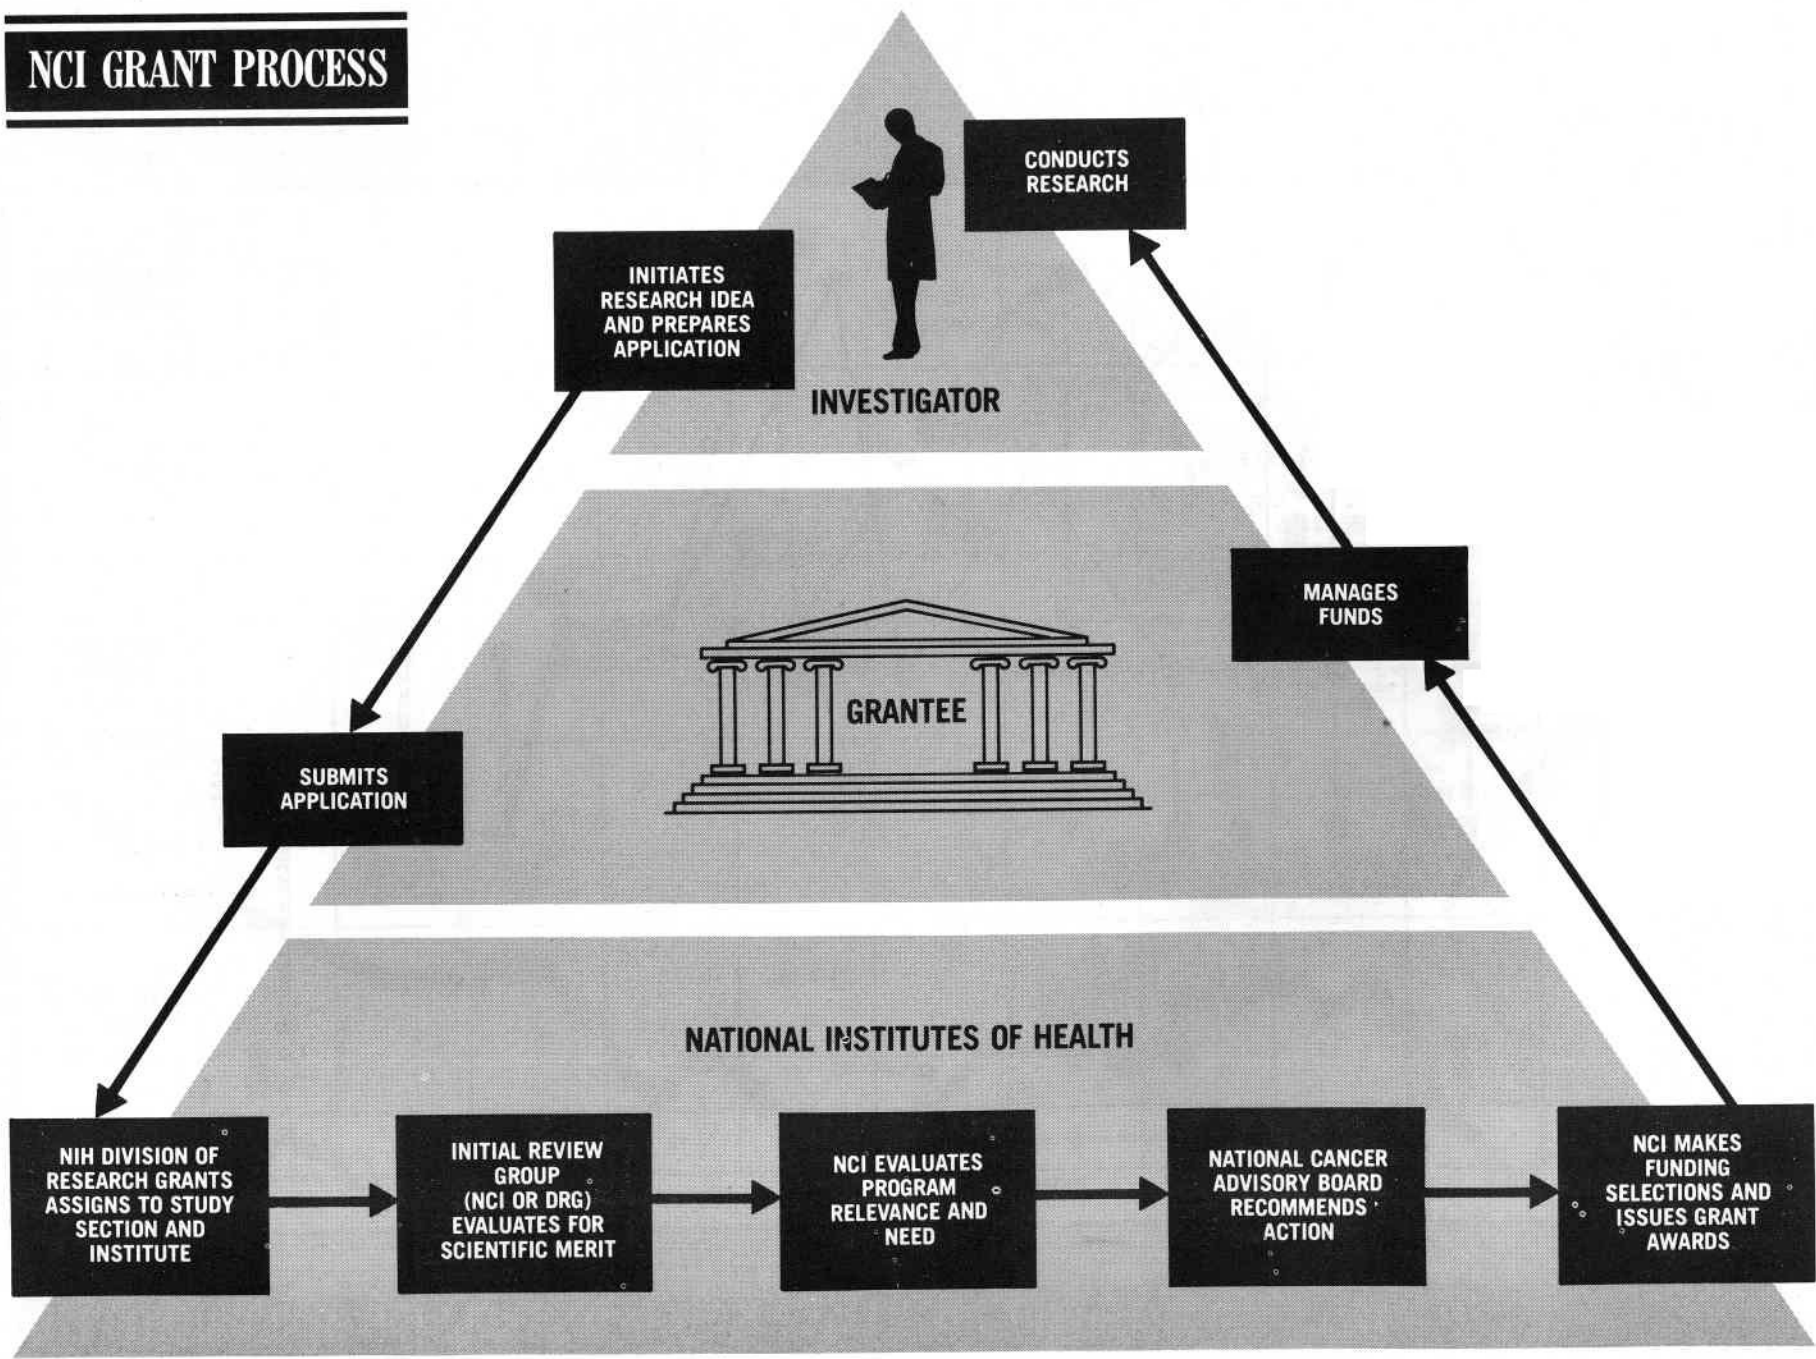 NCI GRANT PROCESS
CONDUCTS
RESEARCH
INITIATES
RESEARCH IDEA
AND PREPARES
APPLICATION
INVESTIGATOR
MANAGES
FUNDS
GRANTEE
SUBMITS
APPLICATION
NATIONAL INSTITUTES OF HEALTH
NIH DIVISION OF
RESEARCH GRANTS
ASSIGNS TO STUDY
SECTION AND
INSTITUTE
INITIAL REVIEW
GROUP
(NCI OR DRG)
EVALUATES FOR
SCIENTIFIC MERIT
NCI EVALUATES
PROGRAM
RELEVANCE AND
NEED
NATIONAL CANCER
ADVISORY BOARD
RECOMMENDS
ACTION
NCI MAKES
FUNDING
SELECTIONS AND
ISSUES GRANT
AWARDS